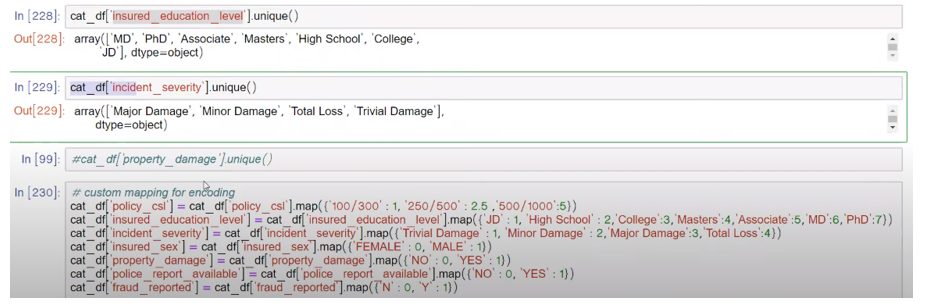 In [228]: cat_df['insured_education_level'].unique()
Out[228]: array(['MD', 'PhD', 'Associate', 'Masters', 'High School', 'College',
'JD'], dtype=object)
In [229]: cat_df['incident_severity'].unique()
Out[229]: array(['Major Damage', 'Minor Damage', 'Total Loss', 'Trivial Damage'],
dtype=object)
In [99]: #cat_df['property_damage'].unique()
In [230]: # custom mapping for encoding
cat_df['policy_csl'] = cat_df['policy_csl'].map({'100/300' : 1, '250/500' : 2.5 ,'500/1000':5})
cat_df['insured_education_level'] = cat_df['insured_education_level'].map({'JD' : 1, 'High School' : 2,'College':3,'Masters':4,'Associate':5,'MD':6,'PhD':7})
cat_df['incident_severity'] = cat_df['incident_severity'].map({'Trivial Damage' : 1, 'Minor Damage' : 2,'Major Damage':3,'Total Loss':4})
cat_df['insured_sex'] = cat_df['insured_sex'].map({'FEMALE' : 0, 'MALE' : 1})
cat_df['property_damage'] = cat_df['property_damage'].map({'NO' : 0, 'YES' : 1})
cat_df['police_report_available'] = cat_df['police_report_available'].map({'NO' : 0, 'YES' : 1})
cat_df['fraud_reported'] = cat_df['fraud_reported'].map({'N' : 0, 'Y' : 1})